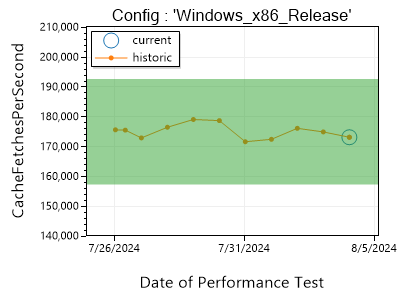 Config : 'Windows_x86_Release'
CacheFetchesPerSecond
210,000
200,000
190,000
180,000
170,000
160,000
150,000
140,000
current
historic
7/26/2024
7/31/2024
8/5/2024
Date of Performance Test